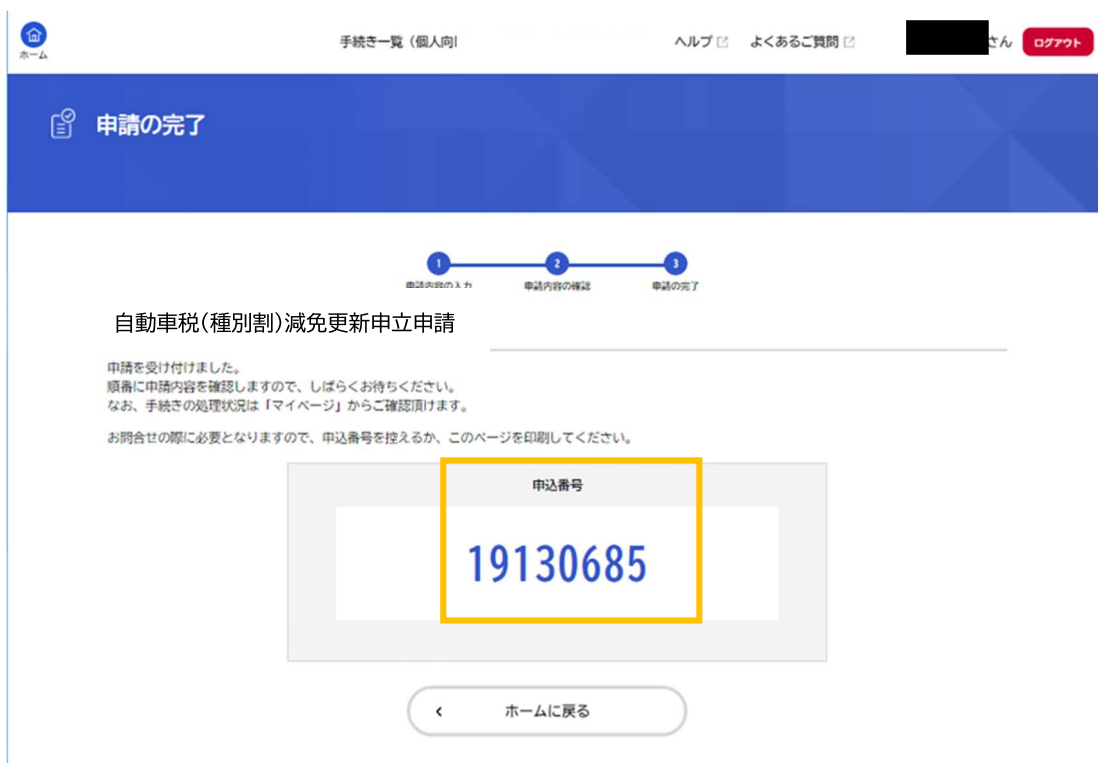 ホーム
手続き一覧（個人向
ヘルプ
よくあるご質問
さん
ログアウト
申請の完了
1
2
3
申請内容の入力
申請内容の確認
申請の完了
自動車税（種別割）減免更新申立申請
申請を受け付けました。
順番に申請内容を確認しますので、しばらくお待ちください。
なお、手続きの処理状況は「マイページ」からご確認頂けます。
お問合せの際に必要となりますので、申込番号を控えるか、このページを印刷してください。
申込番号
19130685
ホームに戻る